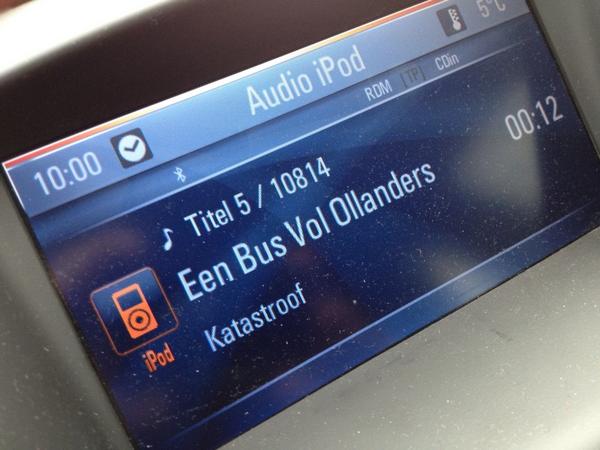 Audio iPod
5°C
10:00
RDM [TP] CDin
Titel 5 / 10814
00:12
Een Bus Vol Ollanders
Katastroof
iPod